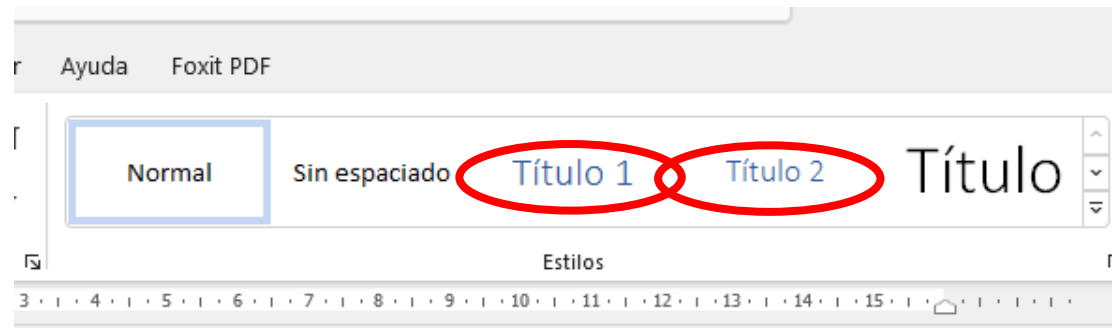 r Ayuda Foxit PDF
Normal Sin espaciado Título 1 Título 2 Título
Estilos
3 4 5 6 7 8 9 10 11 12 13 14 15